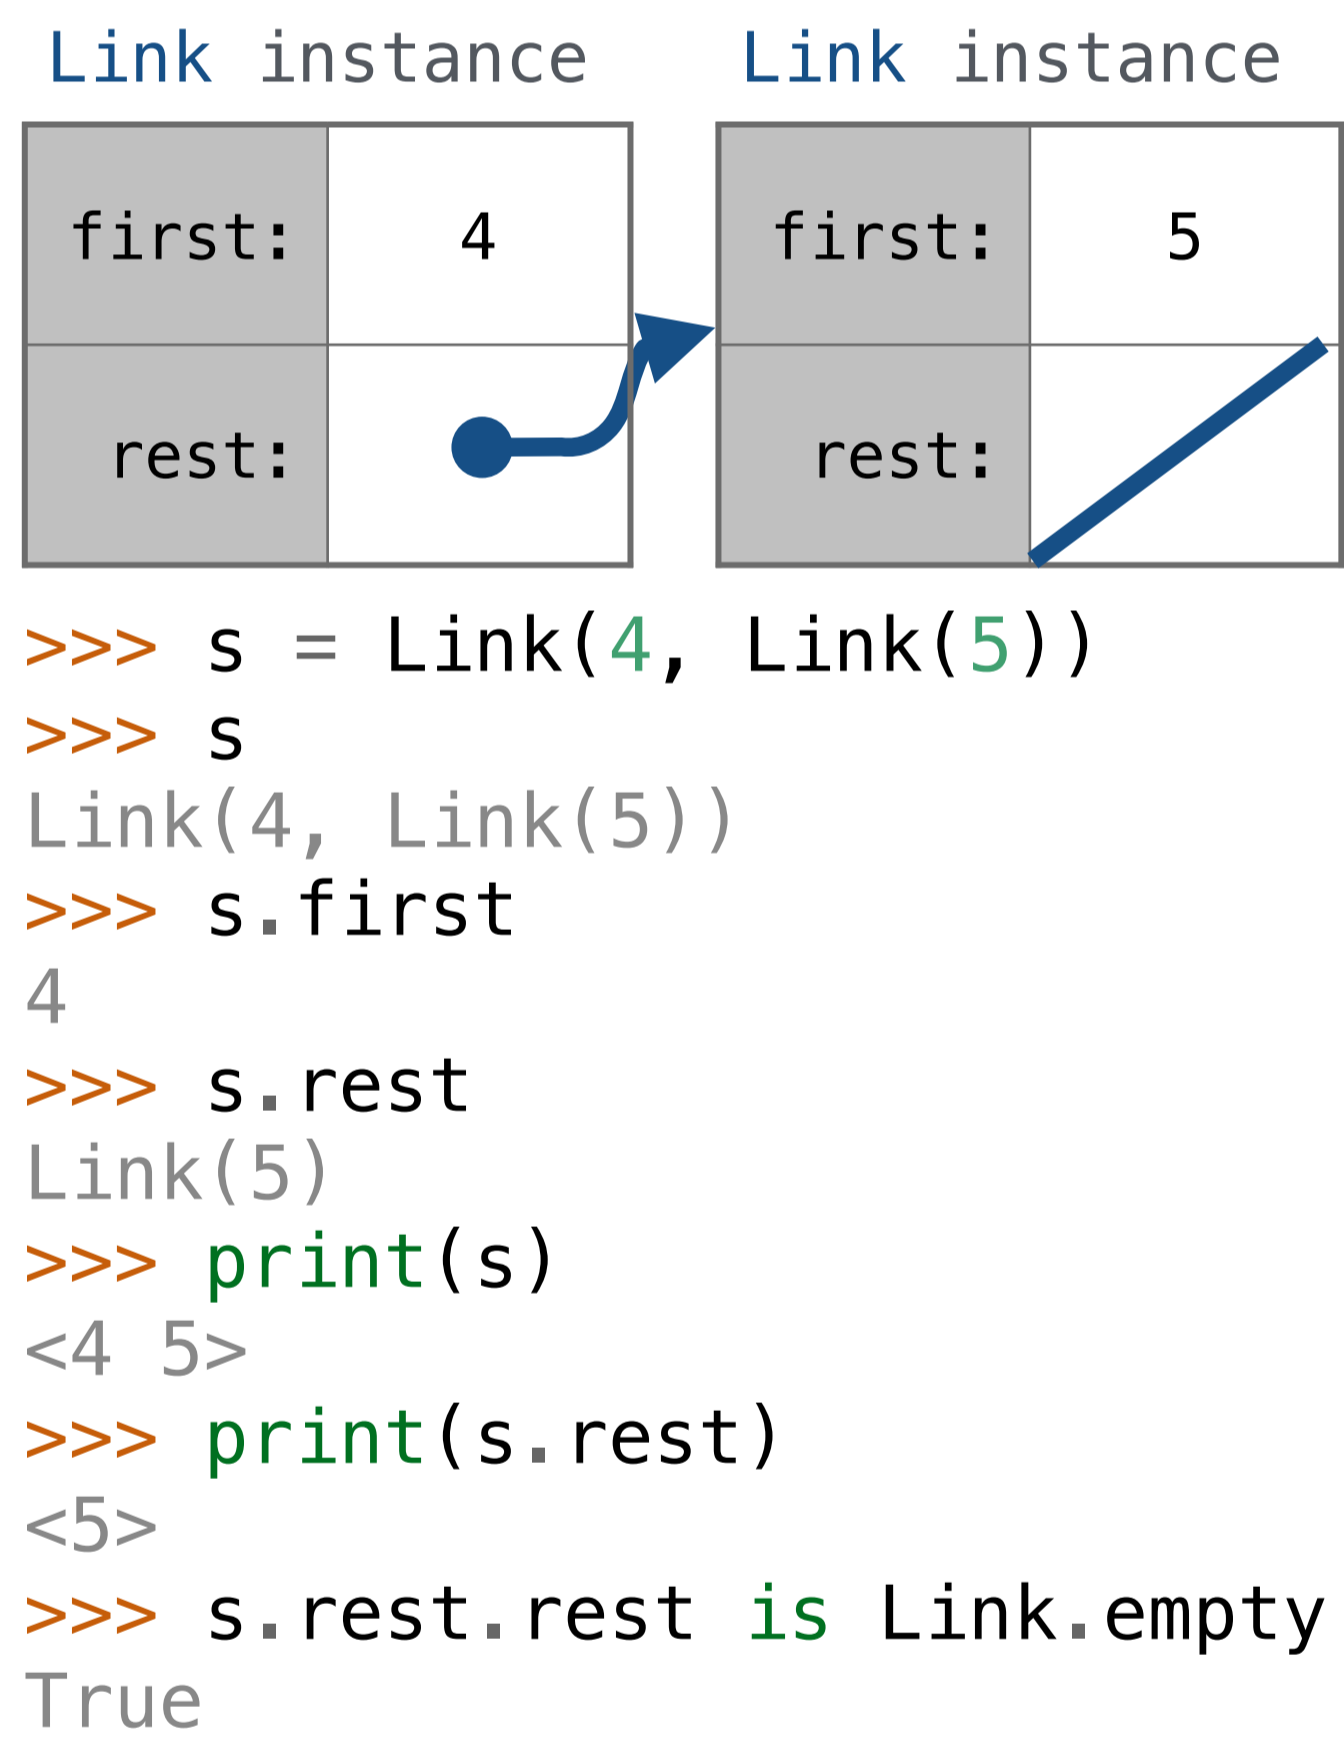 Link instance Link instance
first: 4 first: 5
rest: rest:
>>> s = Link(4, Link(5))
>>> s
Link(4, Link(5))
>>> s.first
4
>>> s.rest
Link(5)
>>> print(s)
<4 5>
>>> print(s.rest)
<5>
>>> s.rest.rest is Link.empty
True